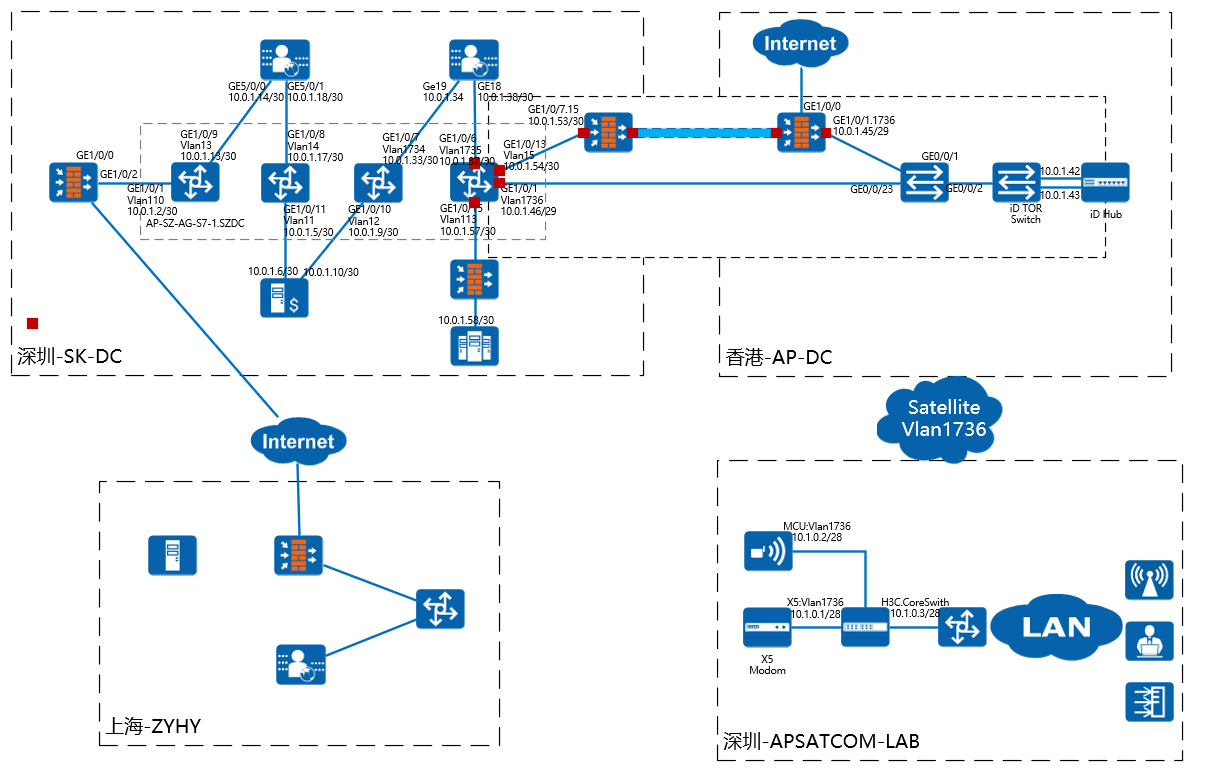 Internet
GE5/0/0
10.0.1.14/30
GE5/0/1
10.0.1.18/30
Ge19
10.0.1.34
GE18
10.0.1.38/30
GE1/0/7.15
10.0.1.53/30
GE1/0/0
GE1/0/1.1736
10.0.1.45/29
GE1/0/9
Vlan13
10.0.1.13/30
GE1/0/8
Vlan14
10.0.1.17/30
GE1/0/7
Vlan1734
10.0.1.33/30
GE1/0/6
Vlan1735
10.0.1.37/30
GE1/0/13
Vlan15
10.0.1.54/30
GE1/0/0
GE1/0/2
GE1/0/1
Vlan110
10.0.1.2/30
AP-SZ-AG-S7-1.SZDC
GE1/0/11
Vlan11
10.0.1.5/30
GE1/0/10
Vlan12
10.0.1.9/30
GE1/0/15
Vlan113
10.0.1.57/30
GE1/0/1
Vlan1736
10.0.1.46/29
GE0/0/1
GE0/0/23
GE0/0/2
10.0.1.42
10.0.1.43
iD TOR
Switch
iD Hub
10.0.1.6/30
10.0.1.10/30
10.0.1.58/30
深圳-SK-DC
香港-AP-DC
Satellite
Vlan1736
Internet
上海-ZYHY
MCU:Vlan1736
10.1.0.2/28
X5:Vlan1736
10.1.0.1/28
H3C.CoreSwith
10.1.0.3/28
LAN
X5
Modom
深圳-APSATCOM-LAB